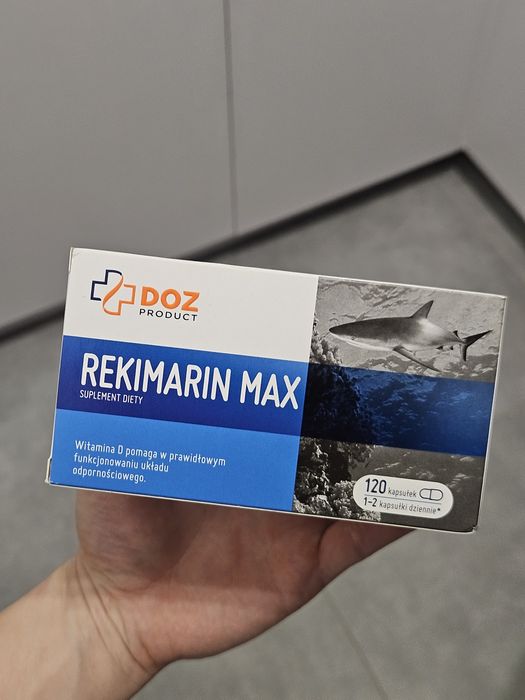 DOZ
PRODUCT
REKIMARIN MAX
SUPLEMENT DIETY
Witamina D pomaga w prawidłowym
funkcjonowaniu układu
odpornościowego.
120 kapsułek
1-2 kapsułki dziennie*